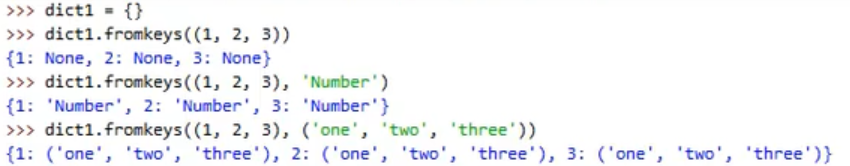 >>> dict1 = {}
>>> dict1.fromkeys((1, 2, 3))
{1: None, 2: None, 3: None}
>>> dict1.fromkeys((1, 2, 3), 'Number')
{1: 'Number', 2: 'Number', 3: 'Number'}
>>> dict1.fromkeys((1, 2, 3), ('one', 'two', 'three'))
{1: ('one', 'two', 'three'), 2: ('one', 'two', 'three'), 3: ('one', 'two', 'three')}